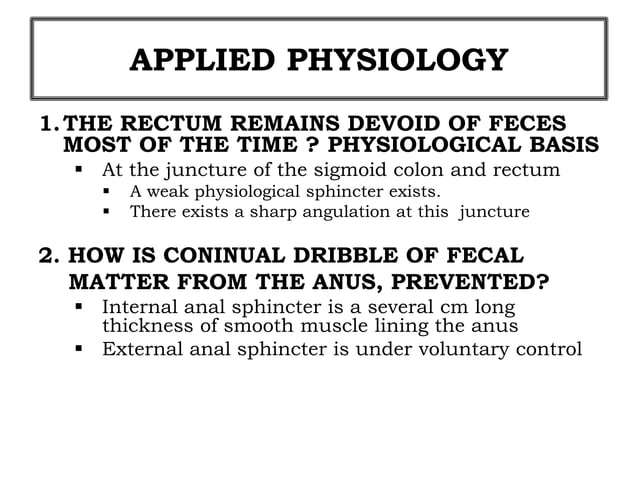 APPLIED PHYSIOLOGY
1. THE RECTUM REMAINS DEVOID OF FECES
MOST OF THE TIME ? PHYSIOLOGICAL BASIS
▪ At the juncture of the sigmoid colon and rectum
▪ A weak physiological sphincter exists.
▪ There exists a sharp angulation at this juncture
2. HOW IS CONINUAL DRIBBLE OF FECAL
MATTER FROM THE ANUS, PREVENTED?
▪ Internal anal sphincter is a several cm long
thickness of smooth muscle lining the anus
▪ External anal sphincter is under voluntary control